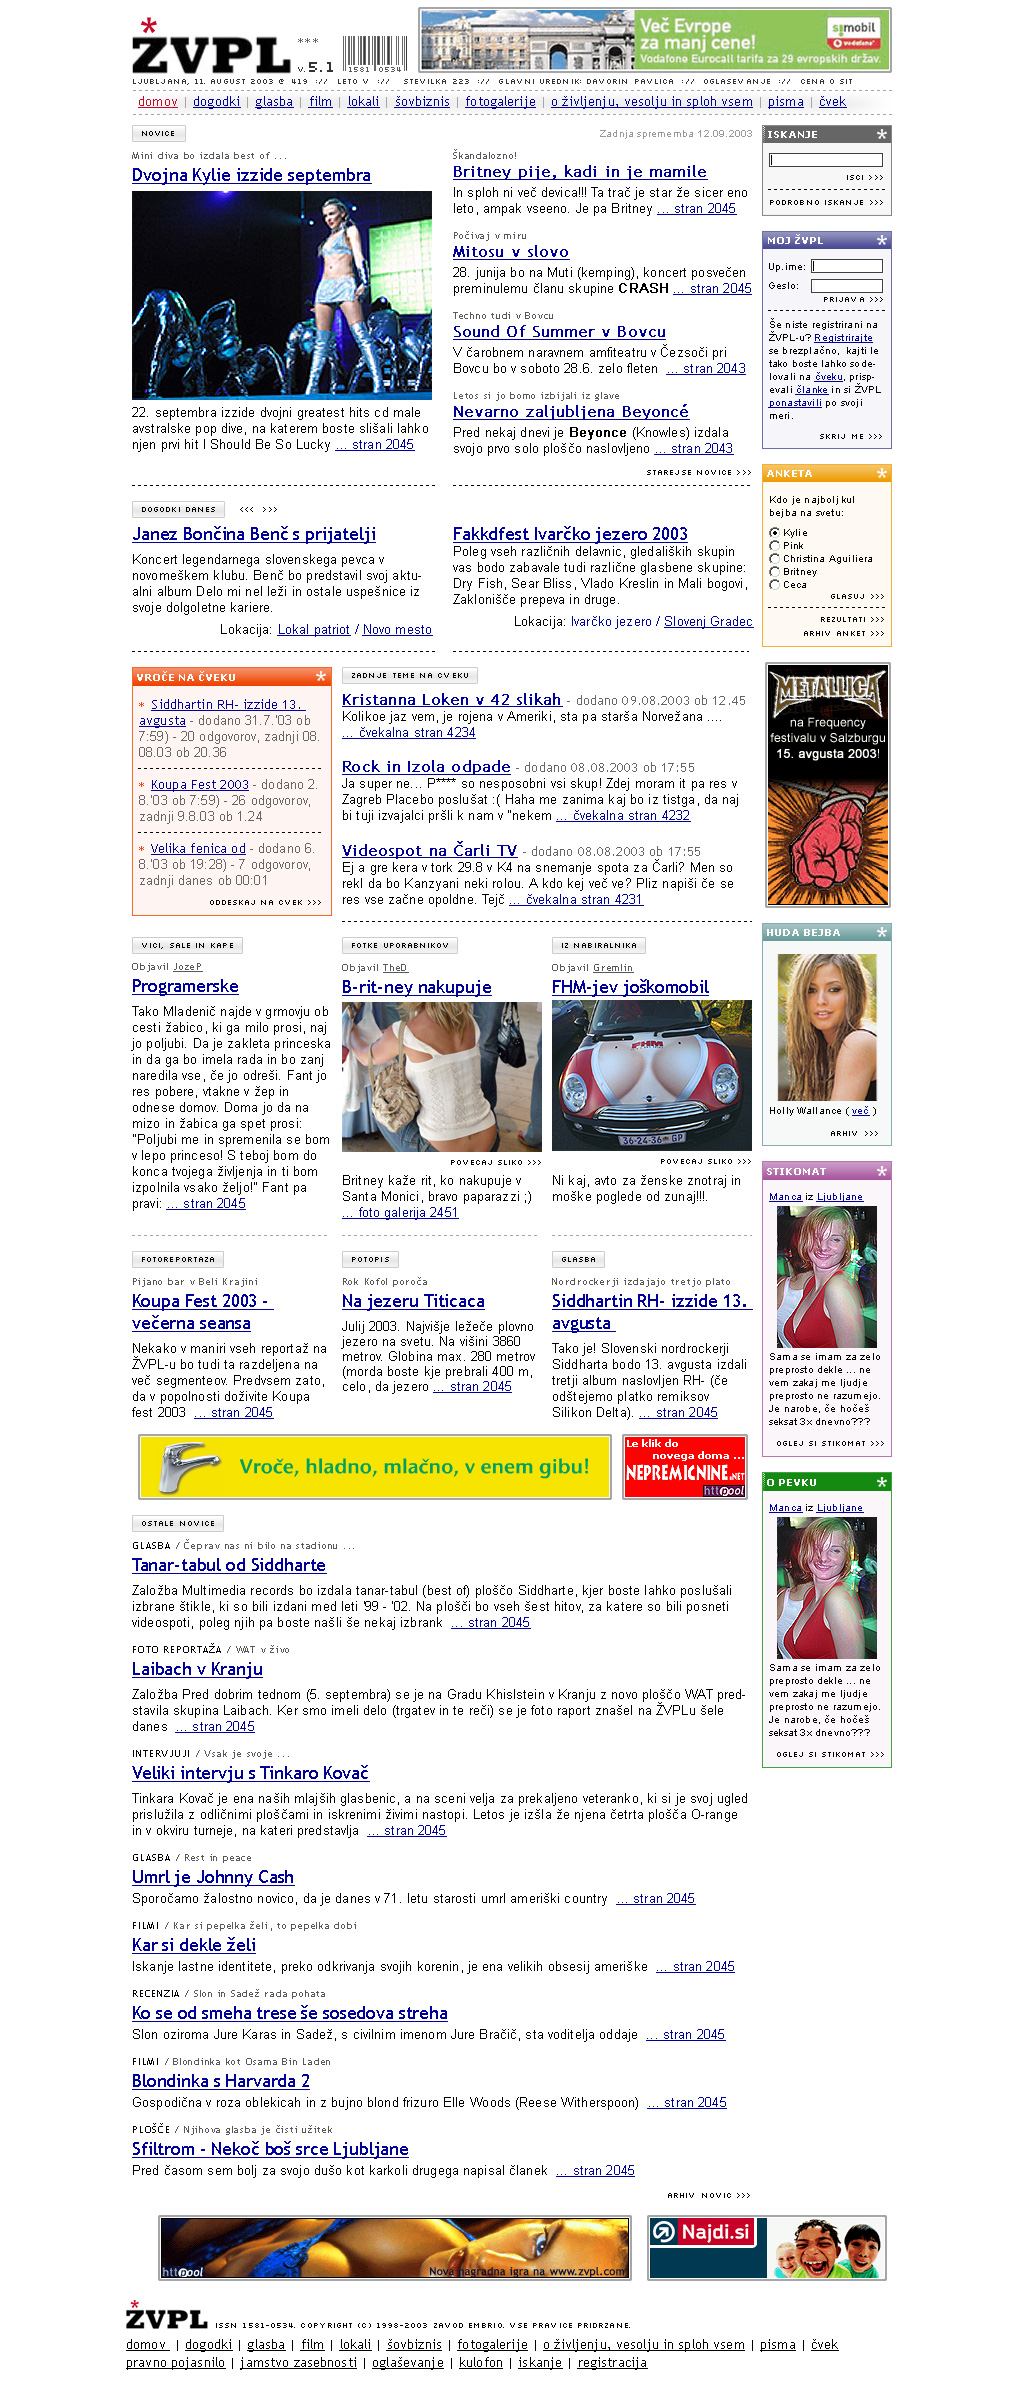 ŽVPL
***
v.5.1
1581 0534
Več Evrope
za manj cene!
Vodafone Eurocall tarifa za 29 evropskih držav.
si.mobil
vodafone
LJUBLJANA, 11. AUGUST 2003 @ 419 :// LETO V :// STEVILKA 223 :// GLAVNI UREDNIK: DAVORIN PAVLICA :// OGLASEVANJE :// CENA 0 SIT
domov | dogodki | glasba | film | lokali | šovbiznis | fotogalerije | o življenju, vesolju in sploh vsem | pisma | čvek
NOVICE
Zadnja sprememba 12.09.2003
Mini diva bo izdala best of ...
Dvojna Kylie izzide septembra
22. septembra izzide dvojni greatest hits cd male
avstralske pop dive, na katerem boste slišali lahko
njen prvi hit I Should Be So Lucky ... stran 2045
Škandalozno!
Britney pije, kadi in je mamile
In sploh ni več devica!!! Ta trač je star že sicer eno
leto, ampak vseeno. Je pa Britney ... stran 2045
Počivaj v miru
Mitosu v slovo
28. junija bo na Muti (kemping), koncert posvečen
preminulemu članu skupine CRASH ... stran 2045
Techno tudi v Bovcu
Sound Of Summer v Bovcu
V čarobnem naravnem amfiteatru v Čezsoči pri
Bovcu bo v soboto 28.6. zelo fleten ... stran 2043
Letos si jo bomo izbijali iz glave
Nevarno zaljubljena Beyoncé
Pred nekaj dnevi je Beyonce (Knowles) izdala
svojo prvo solo ploščo naslovljeno ... stran 2043
STAREJSE NOVICE >>>
DOGODKI DANES
<<< >>>
Janez Bončina Benč s prijatelji
Koncert legendarnega slovenskega pevca v
novomeškem klubu. Benč bo predstavil svoj aktu-
alni album Delo mi nel leži in ostale uspešnice iz
svoje dolgoletne kariere.
Lokacija: Lokal patriot / Novo mesto
Fakkdfest Ivarčko jezero 2003
Poleg vseh različnih delavnic, gledaliških skupin
vas bodo zabavale tudi različne glasbene skupine:
Dry Fish, Sear Bliss, Vlado Kreslin in Mali bogovi,
Zaklonišče prepeva in druge.
Lokacija: Ivarčko jezero / Slovenj Gradec
VROČE NA ČVEKU
* Siddhartin RH- izzide 13.
avgusta - dodano 31.7.'03 ob
7:59) - 20 odgovorov, zadnji 08.
08.03 ob 20.36
* Koupa Fest 2003 - dodano 2.
8.'03 ob 7:59) - 26 odgovorov,
zadnji 9.8.03 ob 1.24
* Velika fenica od - dodano 6.
8.'03 ob 19:28) - 7 odgovorov,
zadnji danes ob 00:01
ODDESKAJ NA CVEK >>>
ZADNJE TEME NA CVEKU
Kristanna Loken v 42 slikah - dodano 09.08.2003 ob 12.45
Kolikoe jaz vem, je rojena v Ameriki, sta pa starša Norvežana ....
... čvekalna stran 4234
Rock in Izola odpade - dodano 08.08.2003 ob 17:55
Ja super ne... P**** so nesposobni vsi skup! Zdej moram it pa res v
Zagreb Placebo poslušat :( Haha me zanima kaj bo iz tistga, da naj
bi tuji izvajalci pršli k nam v "nekem ... čvekalna stran 4232
Videospot na Čarli TV - dodano 08.08.2003 ob 17:55
Ej a gre kera v tork 29.8 v K4 na snemanje spota za Čarli? Men so
rekl da bo Kanzyani neki rolou. A kdo kej več ve? Pliz napiši če se
res vse začne opoldne. Tejč ... čvekalna stran 4231
VICI, SALE IN KAPE
Objavil JozeP
Programerske
Tako Mladenič najde v grmovju ob
cesti žabico, ki ga milo prosi, naj
jo poljubi. Da je zakleta princeska
in da ga bo imela rada in bo zanj
naredila vse, če jo odreši. Fant jo
res pobere, vtakne v žep in
odnese domov. Doma jo da na
mizo in žabica ga spet prosi:
"Poljubi me in spremenila se bom
v lepo princeso! S teboj bom do
konca tvojega življenja in ti bom
izpolnila vsako željo!" Fant pa
pravi: ... stran 2045
FOTKE UPORABNIKOV
Objavil TheD
B-rit-ney nakupuje
POVECAJ SLIKO >>>
Britney kaže rit, ko nakupuje v
Santa Monici, bravo paparazzi ;)
... foto galerija 2451
IZ NABIRALNIKA
Objavil Gremlin
FHM-jev joškomobil
FHM
36-24-36 GP
POVECAJ SLIKO >>>
Ni kaj, avto za ženske znotraj in
moške poglede od zunaj!!!.
FOTOREPORTAZA
Pijano bar v Beli Krajini
Koupa Fest 2003 -
večerna seansa
Nekako v maniri vseh reportaž na
ŽVPL-u bo tudi ta razdeljena na
več segmenteov. Predvsem zato,
da v popolnosti doživite Koupa
fest 2003 ... stran 2045
POTOPIS
Rok Kofol poroča
Na jezeru Titicaca
Julij 2003. Najvišje ležeče plovno
jezero na svetu. Na višini 3860
metrov. Globina max. 280 metrov
(morda boste kje prebrali 400 m,
celo, da jezero ... stran 2045
GLASBA
Nordrockerji izdajajo tretjo plato
Siddhartin RH- izzide 13.
avgusta
Tako je! Slovenski nordrockerji
Siddharta bodo 13. avgusta izdali
tretji album naslovljen RH- (če
odštejemo platko remiksov
Silikon Delta). ... stran 2045
Vroče, hladno, mlačno, v enem gibu!
Le klik do
novega doma ...
NEPREMICNINE.NET
httpool
OSTALE NOVICE
GLASBA / Čeprav nas ni bilo na stadionu ...
Tanar-tabul od Siddharte
Založba Multimedia records bo izdala tanar-tabul (best of) ploščo Siddharte, kjer boste lahko poslušali
izbrane štikle, ki so bili izdani med leti '99 - '02. Na plošči bo vseh šest hitov, za katere so bili posneti
videospoti, poleg njih pa boste našli še nekaj izbrank ... stran 2045
FOTO REPORTAŽA / WAT v živo
Laibach v Kranju
Založba Pred dobrim tednom (5. septembra) se je na Gradu Khislstein v Kranju z novo ploščo WAT pred-
stavila skupina Laibach. Ker smo imeli delo (trgatev in te reči) se je foto raport znašel na ŽVPLu šele
danes ... stran 2045
INTERVJUJI / Vsak je svoje ...
Veliki intervju s Tinkaro Kovač
Tinkara Kovač je ena naših mlajših glasbenic, a na sceni velja za prekaljeno veteranko, ki si je svoj ugled
prislužila z odličnimi ploščami in iskrenimi živimi nastopi. Letos je izšla že njena četrta plošča O-range
in v okviru turneje, na kateri predstavlja ... stran 2045
GLASBA / Rest in peace
Umrl je Johnny Cash
Sporočamo žalostno novico, da je danes v 71. letu starosti umrl ameriški country ... stran 2045
FILMI / Kar si pepelka želi, to pepelka dobi
Kar si dekle želi
Iskanje lastne identitete, preko odkrivanja svojih korenin, je ena velikih obsesij ameriške ... stran 2045
RECENZIJA / Slon in Sadež rada pohata
Ko se od smeha trese še sosedova streha
Slon oziroma Jure Karas in Sadež, s civilnim imenom Jure Bračič, sta voditelja oddaje ... stran 2045
FILMI / Blondinka kot Osama Bin Laden
Blondinka s Harvarda 2
Gospodična v roza oblekicah in z bujno blond frizuro Elle Woods (Reese Witherspoon) ... stran 2045
PLOŠČE / Njihova glasba je čisti užitek
Sfiltrom - Nekoč boš srce Ljubljane
Pred časom sem bolj za svojo dušo kot karkoli drugega napisal članek ... stran 2045
ARHIV NOVIC >>>
ISKANJE
ISCI >>>
PODROBNO ISKANJE >>>
MOJ ŽVPL
Up.ime:
Geslo:
PRIJAVA >>>
Še niste registrirani na
ŽVPL-u? Registrirajte
se brezplačno, kajti le
tako boste lahko sode-
lovali na čveku, prisp-
evali članke in si ŽVPL
ponastavili po svoji
meri.
SKRIJ ME >>>
ANKETA
Kdo je najbolj kul
bejba na svetu:
Kylie
Pink
Christina Aguiliera
Britney
Ceca
GLASUJ >>>
REZULTATI >>>
ARHIV ANKET >>>
METALLICA
na Frequency
festivalu v Salzburgu
15. avgusta 2003!
HUDA BEJBA
Holly Wallance ( več )
ARHIV >>>
STIKOMAT
Manca iz Ljubljane
Sama se imam za zelo
preprosto dekle ... ne
vem zakaj me ljudje
preprosto ne razumejo.
Je narobe, če hočeš
seksat 3x dnevno???
OGLEJ SI STIKOMAT >>>
O PEVKU
Manca iz Ljubljane
Sama se imam za zelo
preprosto dekle ... ne
vem zakaj me ljudje
preprosto ne razumejo.
Je narobe, če hočeš
seksat 3x dnevno???
OGLEJ SI STIKOMAT >>>
httpool
Nova nagradna igra na www.zvpl.com
Najdi.si
ŽVPL
ISSN 1581-0534. COPYRIGHT (C) 1998-2003 ZAVOD EMBRIO. VSE PRAVICE PRIDRZANE.
domov | dogodki | glasba | film | lokali | šovbiznis | fotogalerije | o življenju, vesolju in sploh vsem | pisma | čvek
pravno pojasnilo | jamstvo zasebnosti | oglaševanje | kulofon | iskanje | registracija